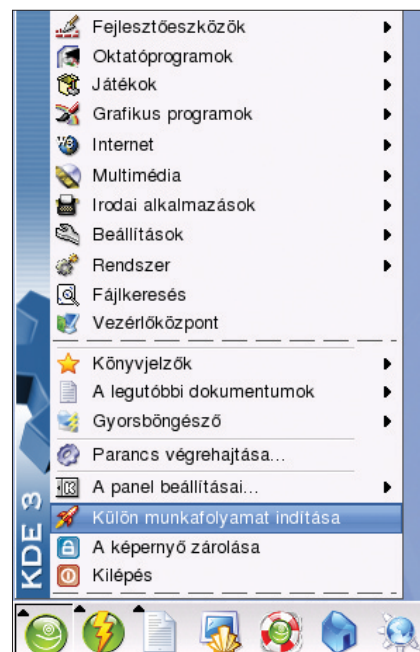 Fejlesztőeszközök
Oktatóprogramok
Játékok
Grafikus programok
Internet
Multimédia
Irodai alkalmazások
Beállítások
Rendszer
Fájlkeresés
Vezérlőközpont
Könyvjelzők
A legutóbbi dokumentumok
Gyorsböngésző
Parancs végrehajtása...
A panel beállításai...
Külön munkafolyamat indítása
A képernyő zárolása
Kilépés
KDE 3